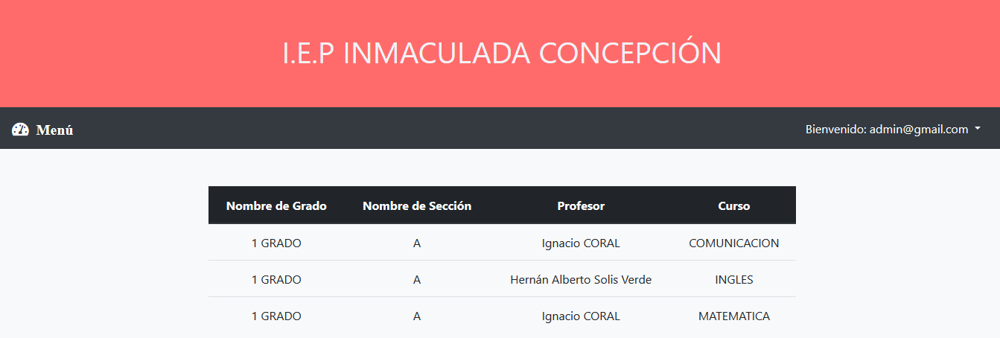 I.E.P INMACULADA CONCEPCIÓN
Menú Bienvenido: admin@gmail.com
Nombre de Grado Nombre de Sección Profesor Curso
1 GRADO A Ignacio CORAL COMUNICACION
1 GRADO A Hernán Alberto Solis Verde INGLES
1 GRADO A Ignacio CORAL MATEMATICA